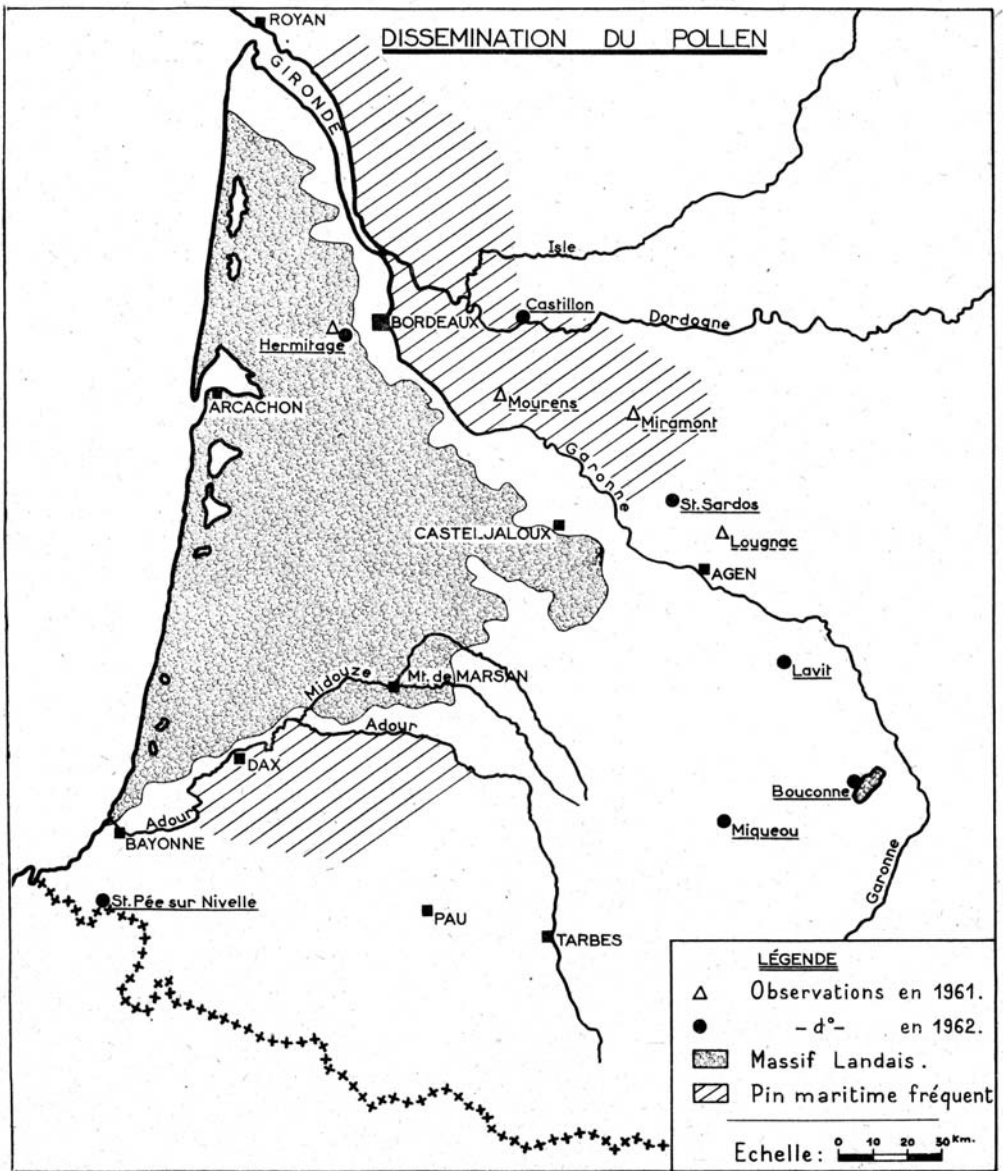 ROYAN
DISSEMINATION DU POLLEN
GIRONDE
Isle
Castillon
BORDEAUX
Dordogne
Hermitage
ARCACHON
Mourens
Miramont
Garonne
St. Sardos
CASTELJALOUX
Lougnac
AGEN
Midouze
Mt. de MARSAN
Lavit
Adour
DAX
Bouconne
Adour
Miqueou
BAYONNE
Garonne
St. Pée sur Nivelle
PAU
TARBES
LÉGENDE
Observations en 1961.
- d°- en 1962.
Massif Landais.
Pin maritime fréquent
Echelle: 0 10 20 30 Km.